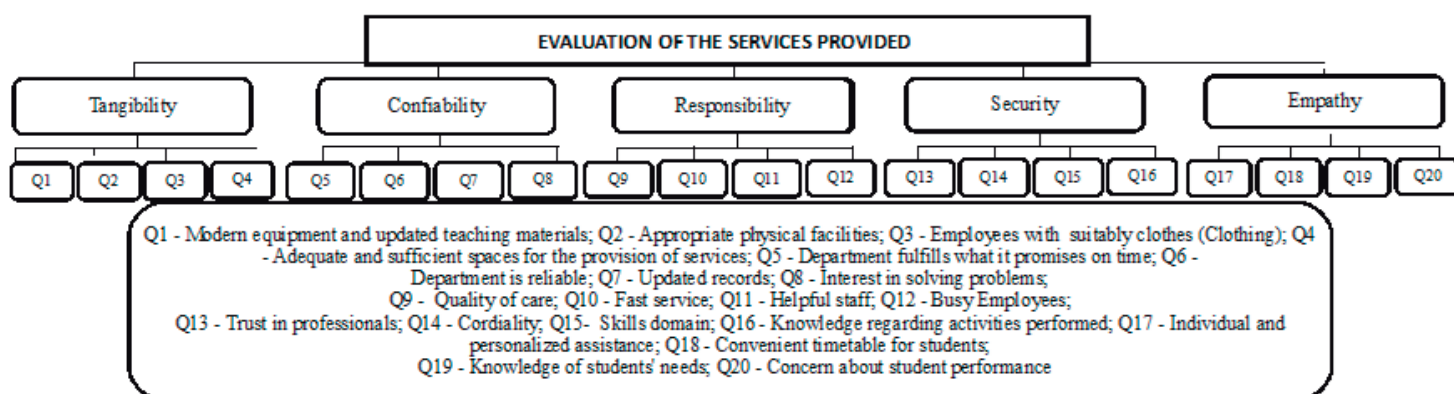 EVALUATION OF THE SERVICES PROVIDED
Tangibility Confiability Responsibility Security Empathy
Q1 Q2 Q3 Q4 Q5 Q6 Q7 Q8 Q9 Q10 Q11 Q12 Q13 Q14 Q15 Q16 Q17 Q18 Q19 Q20
Q1 - Modern equipment and updated teaching materials; Q2 - Appropriate physical facilities; Q3 - Employees with suitably clothes (Clothing); Q4
- Adequate and sufficient spaces for the provision of services; Q5 - Department fulfills what it promises on time; Q6 -
Department is reliable; Q7 - Updated records; Q8 - Interest in solving problems;
Q9 - Quality of care; Q10 - Fast service; Q11 - Helpful staff; Q12 - Busy Employees;
Q13 - Trust in professionals; Q14 - Cordiality; Q15- Skills domain; Q16 - Knowledge regarding activities performed; Q17 - Individual and
personalized assistance; Q18 - Convenient timetable for students;
Q19 - Knowledge of students' needs; Q20 - Concern about student performance